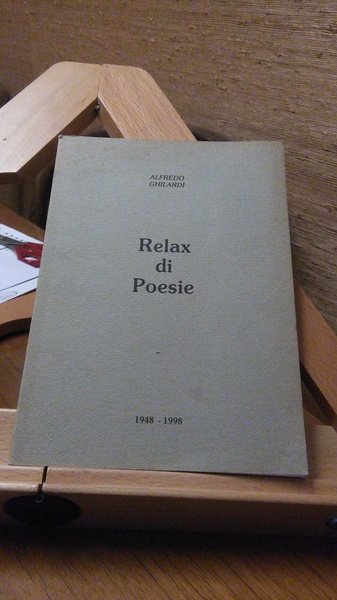 ALFREDO
GHILARDI
Relax
di
Poesie
1948 - 1998